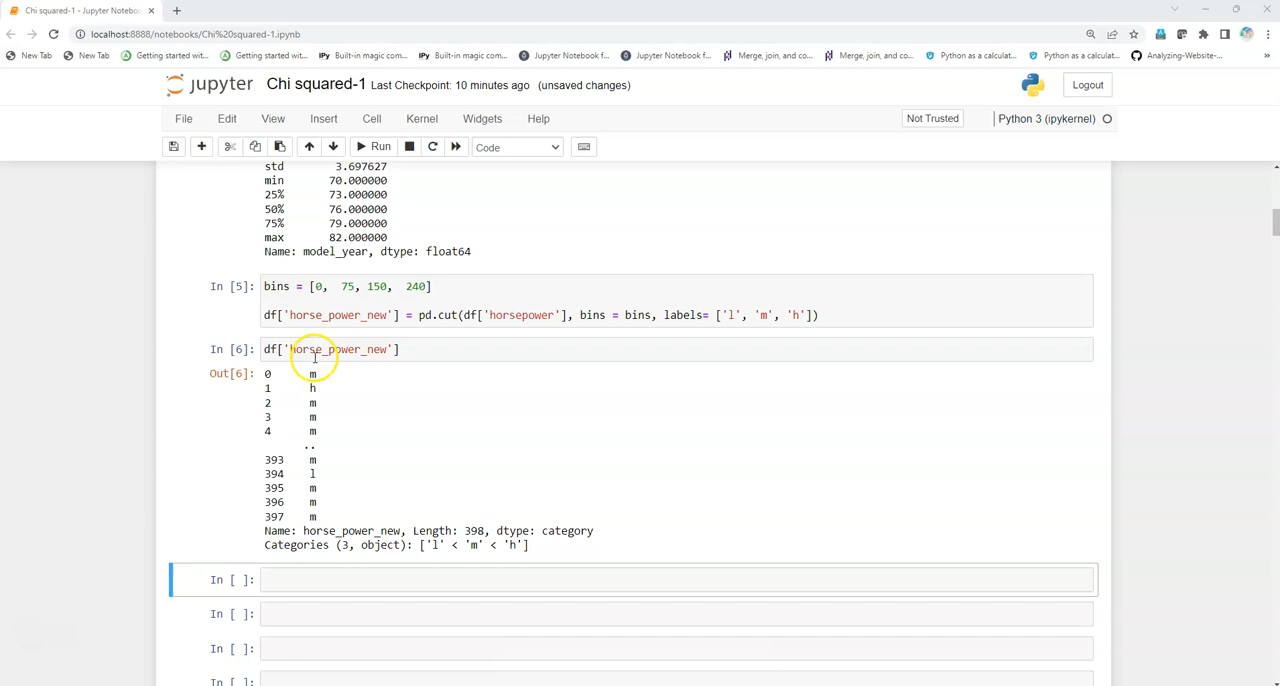 Chi squared-1 - Jupyter Noteboo
localhost:8888/notebooks/Chi%20squared-1.ipynb
New Tab New Tab Getting started wit... Getting started wit... IPy Built-in magic com... IPy Built-in magic com... Jupyter Notebook f... Jupyter Notebook f... Merge, join, and co... Merge, join, and co... Python as a calculat... Python as a calculat... Analyzing-Website-... »
jupyter Chi squared-1 Last Checkpoint: 10 minutes ago (unsaved changes) Logout
File Edit View Insert Cell Kernel Widgets Help Not Trusted Python 3 (ipykernel)
Run Code
std 3.697627
min 70.000000
25% 73.000000
50% 76.000000
75% 79.000000
max 82.000000
Name: model_year, dtype: float64
In [5]: bins = [0, 75, 150, 240]
df['horse_power_new'] = pd.cut(df['horsepower'], bins = bins, labels= ['l', 'm', 'h'])
In [6]: df['horse_power_new']
Out[6]: 0 m
1 h
2 m
3 m
4 m
..
393 m
394 l
395 m
396 m
397 m
Name: horse_power_new, Length: 398, dtype: category
Categories (3, object): ['l' < 'm' < 'h']
In [ ]:
In [ ]:
In [ ]:
In [ ]: